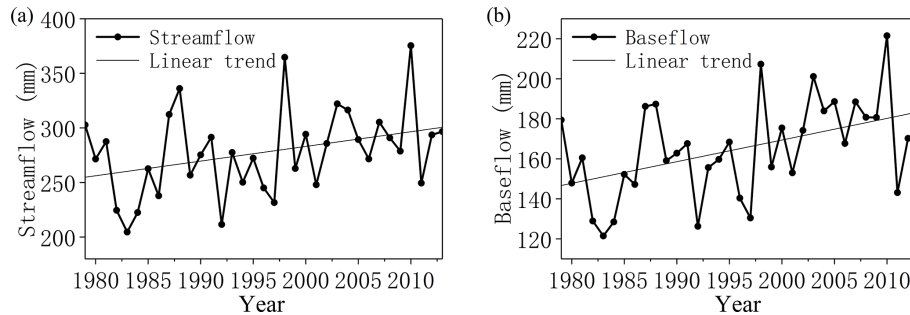 (a)
Streamflow
Linear trend
400
350
300
250
200
Streamflow (mm)
1980 1985 1990 1995 2000 2005 2010
Year
(b)
Baseflow
Linear trend
220
200
180
160
140
120
Baseflow (mm)
1980 1985 1990 1995 2000 2005 2010
Year